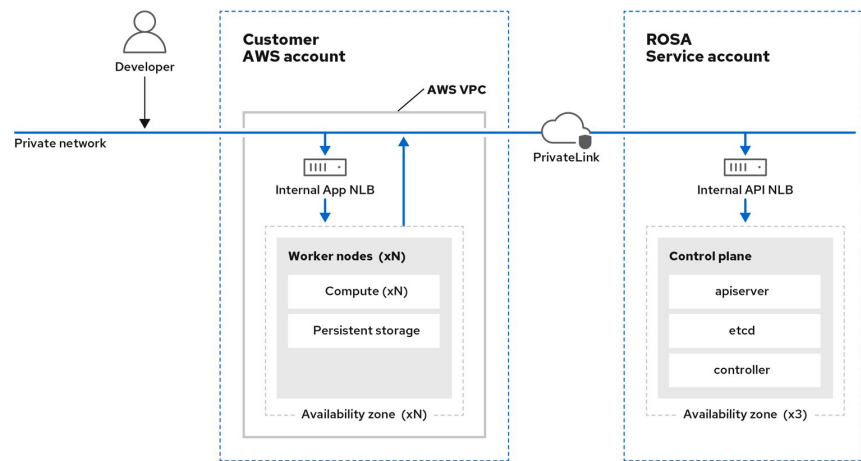 Developer
Customer
AWS account
ROSA
Service account
AWS VPC
Private network
PrivateLink
Internal App NLB
Internal API NLB
Worker nodes (xN)
Compute (xN)
Persistent storage
Availability zone (xN)
Control plane
apiserver
etcd
controller
Availability zone (x3)